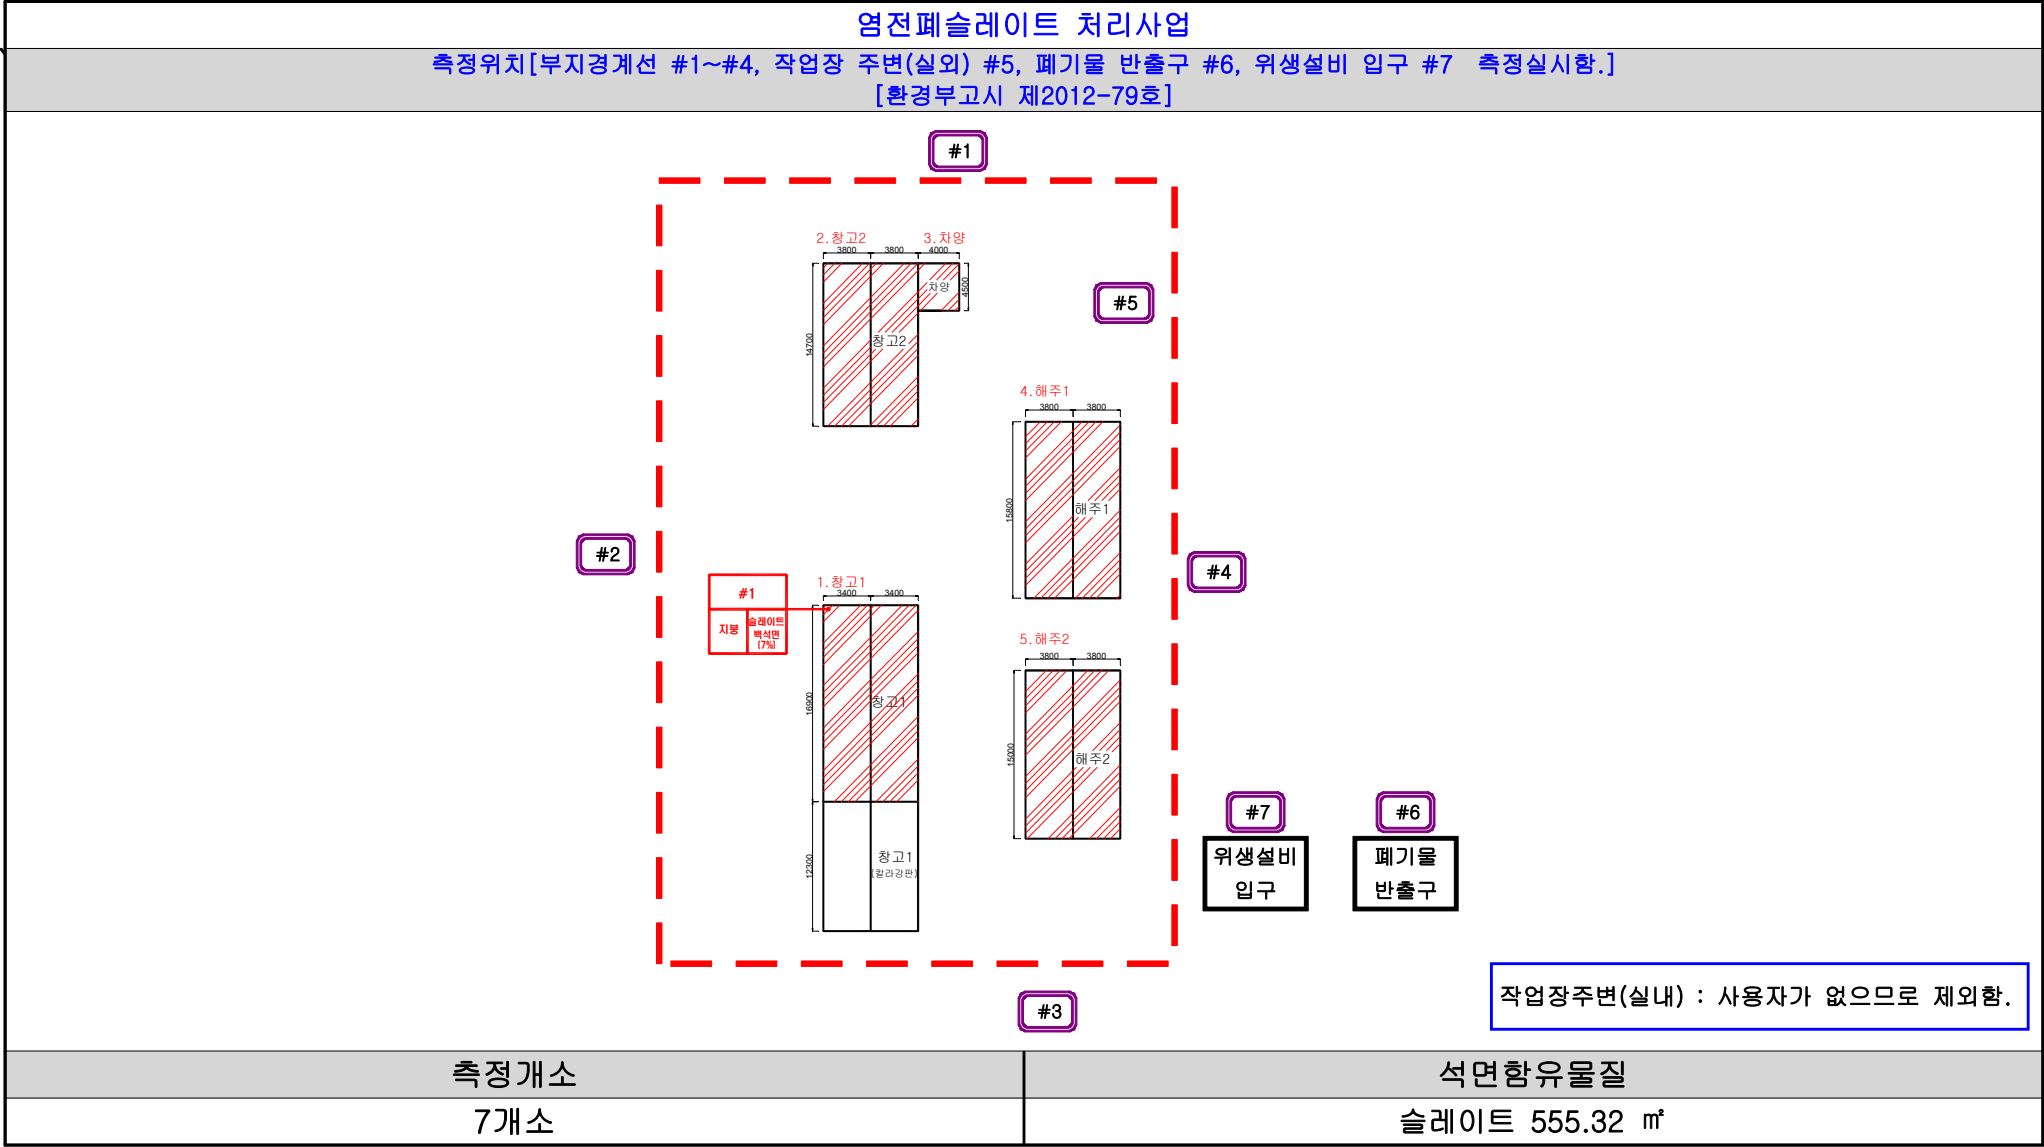 염전폐슬레이트 처리사업
측정위치[부지경계선 #1~#4, 작업장 주변(실외) #5, 폐기물 반출구 #6, 위생설비 입구 #7 측정실시함.]
[환경부고시 제2012-79호]
#1
2.창고2
3.차양
3800
3800
4000
차양
4500
#5
14700
창고2
4.해주1
3800
3800
15800
해주1
#2
#4
#1
지붕
슬레이트
백석면
(7%)
1.창고1
3400
3400
16900
창고1
5.해주2
3800
3800
15000
해주2
12300
창고1
(칼라강판)
#7
위생설비
입구
#6
폐기물
반출구
#3
작업장주변(실내) : 사용자가 없으므로 제외함.
측정개소
석면함유물질
7개소
슬레이트 555.32 ㎡